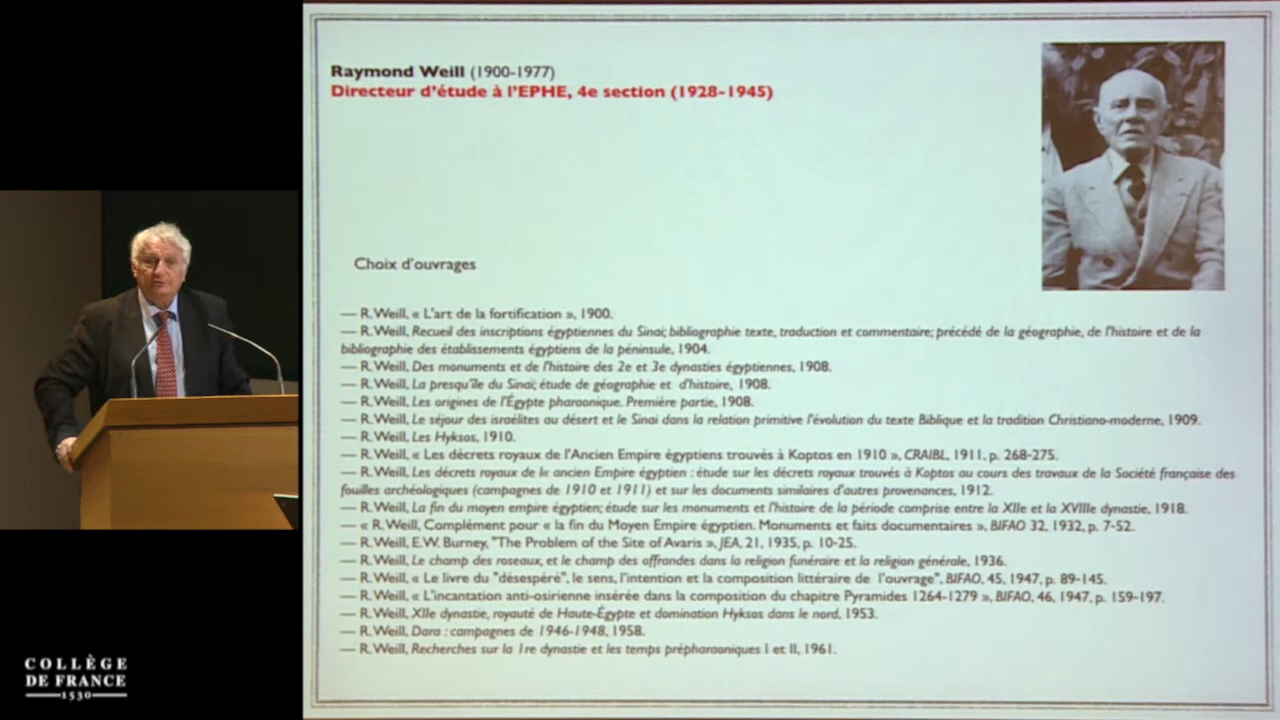 Raymond Weill (1900-1977)
Directeur d'étude à l'EPHE, 4e section (1928-1945)
Choix d'ouvrages
— R. Weill, « L'art de la fortification », 1900.
— R. Weill, Recueil des inscriptions égyptiennes du Sinaï; bibliographie texte, traduction et commentaire; précédé de la géographie, de l'histoire et de la
bibliographie des établissements égyptiens de la péninsule, 1904.
— R. Weill, Des monuments et de l'histoire des 2e et 3e dynasties égyptiennes, 1908.
— R. Weill, La presqu'île du Sinaï; étude de géographie et d'histoire, 1908.
— R. Weill, Les origines de l'Égypte pharaonique. Première partie, 1908.
— R. Weill, Le séjour des israélites au désert et le Sinai dans la relation primitive l'évolution du texte Biblique et la tradition Christiano-moderne, 1909.
— R. Weill, Les Hyksos, 1910.
— R. Weill, « Les décrets royaux de l'Ancien Empire égyptiens trouvés à Koptos en 1910 », CRAIBL, 1911, p. 268-275.
— R. Weill, Les décrets royaux de le ancien Empire égyptien : étude sur les décrets royaux trouvés à Koptos au cours des travaux de la Société française des
fouilles archéologiques (campagnes de 1910 et 1911) et sur les documents similaires d'autres provenances, 1912.
— R. Weill, La fin du moyen empire égyptien; étude sur les monuments et l'histoire de la période comprise entre la XIIe et la XVIIIe dynastie, 1918.
— « R. Weill, Complément pour « la fin du Moyen Empire égyptien. Monuments et faits documentaires », BIFAO 32, 1932, p. 7-52.
— R. Weill, E.W. Burney, "The Problem of the Site of Avaris », JEA, 21, 1935, p. 10-25.
— R. Weill, Le champ des roseaux, et le champ des offrandes dans la religion funéraire et la religion générale, 1936.
— R. Weill, « Le livre du "désespéré", le sens, l'intention et la composition littéraire de l'ouvrage", BIFAO, 45, 1947, p. 89-145.
— R. Weill, « L'incantation anti-osirienne insérée dans la composition du chapitre Pyramides 1264-1279 », BIFAO, 46, 1947, p. 159-197.
— R. Weill, XIIe dynastie, royauté de Haute-Égypte et domination Hyksos dans le nord, 1953.
— R. Weill, Dara : campagnes de 1946-1948, 1958.
— R. Weill, Recherches sur la 1re dynastie et les temps prépharaoniques I et II, 1961.
COLLÈGE
DE FRANCE
1530